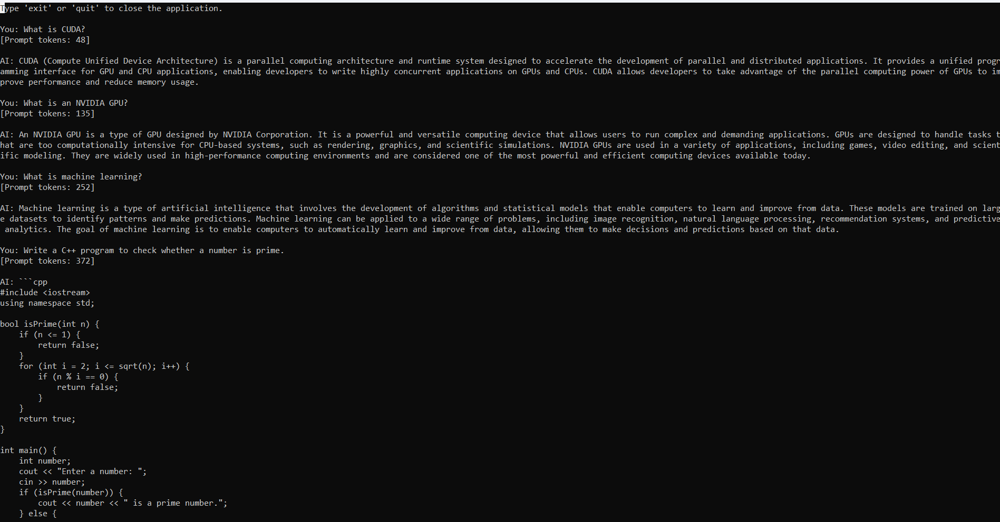 Type 'exit' or 'quit' to close the application.
You: What is CUDA?
[Prompt tokens: 48]
AI: CUDA (Compute Unified Device Architecture) is a parallel computing architecture and runtime system designed to accelerate the development of parallel and distributed applications. It provides a unified progr
amming interface for GPU and CPU applications, enabling developers to write highly concurrent applications on GPUs and CPUs. CUDA allows developers to take advantage of the parallel computing power of GPUs to im
prove performance and reduce memory usage.
You: What is an NVIDIA GPU?
[Prompt tokens: 135]
AI: An NVIDIA GPU is a type of GPU designed by NVIDIA Corporation. It is a powerful and versatile computing device that allows users to run complex and demanding applications. GPUs are designed to handle tasks t
hat are too computationally intensive for CPU-based systems, such as rendering, graphics, and scientific simulations. NVIDIA GPUs are used in a variety of applications, including games, video editing, and scient
ific modeling. They are widely used in high-performance computing environments and are considered one of the most powerful and efficient computing devices available today.
You: What is machine learning?
[Prompt tokens: 252]
AI: Machine learning is a type of artificial intelligence that involves the development of algorithms and statistical models that enable computers to learn and improve from data. These models are trained on larg
e datasets to identify patterns and make predictions. Machine learning can be applied to a wide range of problems, including image recognition, natural language processing, recommendation systems, and predictive
 analytics. The goal of machine learning is to enable computers to automatically learn and improve from data, allowing them to make decisions and predictions based on that data.
You: Write a C++ program to check whether a number is prime.
[Prompt tokens: 372]
AI: ```cpp
#include <iostream>
using namespace std;
bool isPrime(int n) {
    if (n <= 1) {
        return false;
    }
    for (int i = 2; i <= sqrt(n); i++) {
        if (n % i == 0) {
            return false;
        }
    }
    return true;
}
int main() {
    int number;
    cout << "Enter a number: ";
    cin >> number;
    if (isPrime(number)) {
        cout << number << " is a prime number.";
    } else {